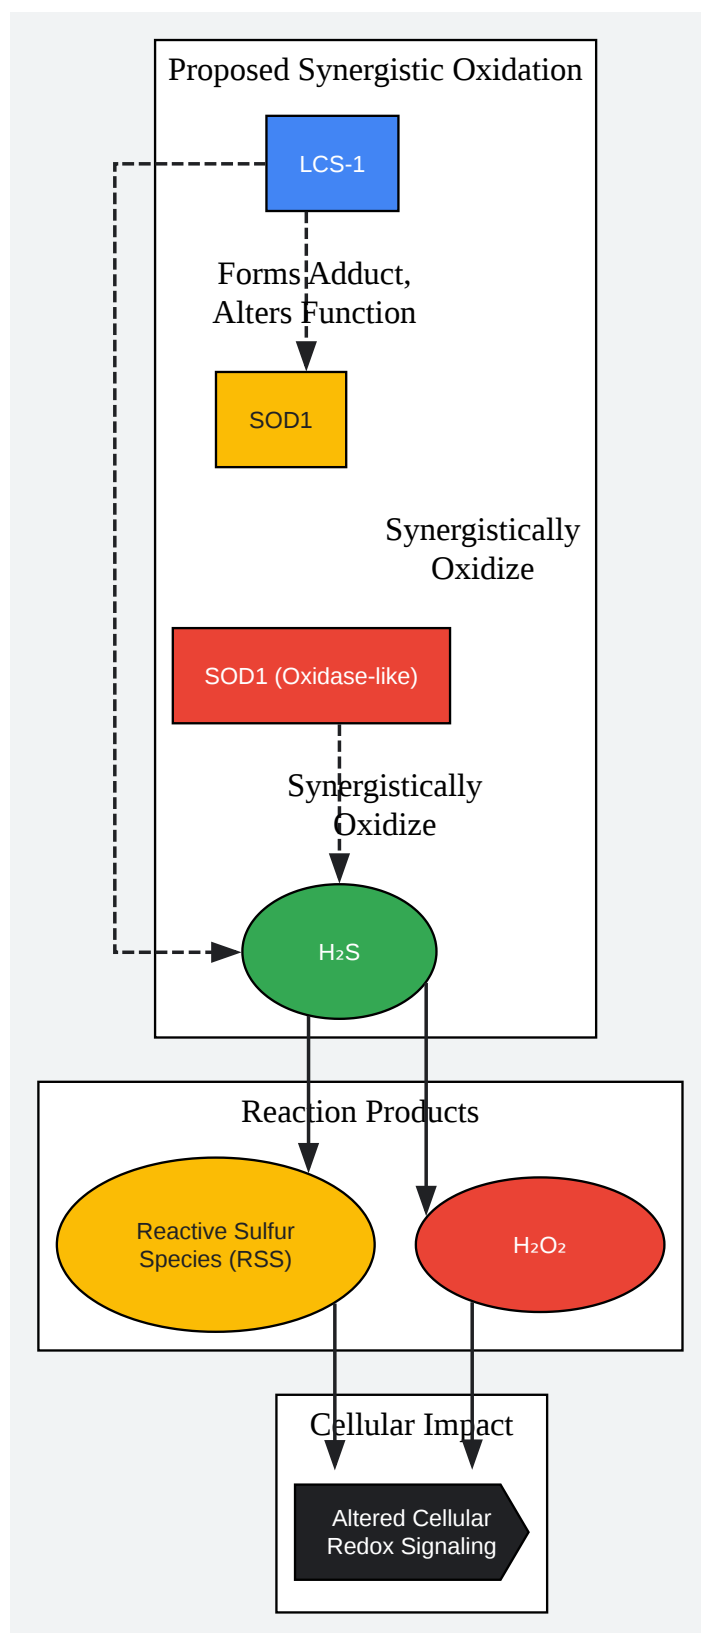 Proposed Synergistic Oxidation
LCS-1
Forms Adduct,
Alters Function
SOD1
Synergistically
Oxidize
SOD1 (Oxidase-like)
Synergistically
Oxidize
H₂S
Reaction Products
Reactive Sulfur
Species (RSS)
H₂O₂
Cellular Impact
Altered Cellular
Redox Signaling